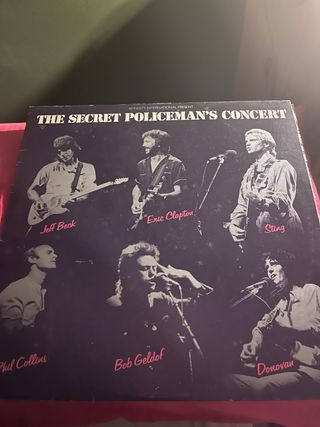 AMNESTY INTERNATIONAL PRESENT
THE SECRET POLICEMAN'S CONCERT
Jeff Beck
Eric Clapton
Sting
Phil Collins
Bob Geldof
Donovan